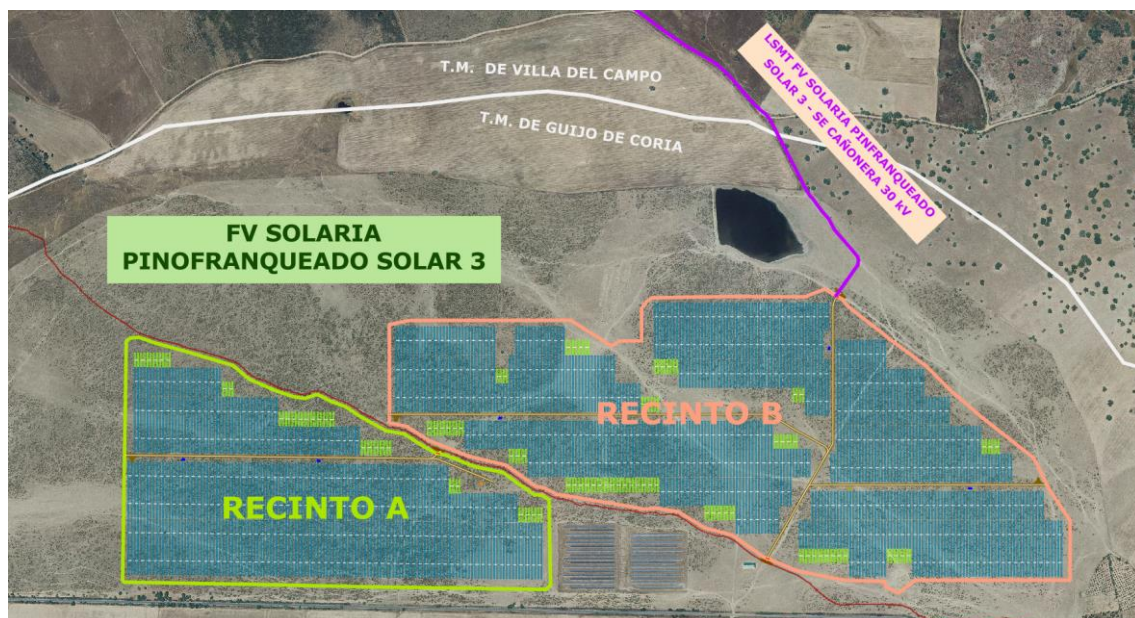 T.M. DE VILLA DEL CAMPO
T.M. DE GUIJO DE CORIA
LSMT FV SOLARIA PINFRANQUEADO
SOLAR 3 - SE CAÑONERA 30 kV
FV SOLARIA
PINOFRANQUEADO SOLAR 3
RECINTO B
RECINTO A